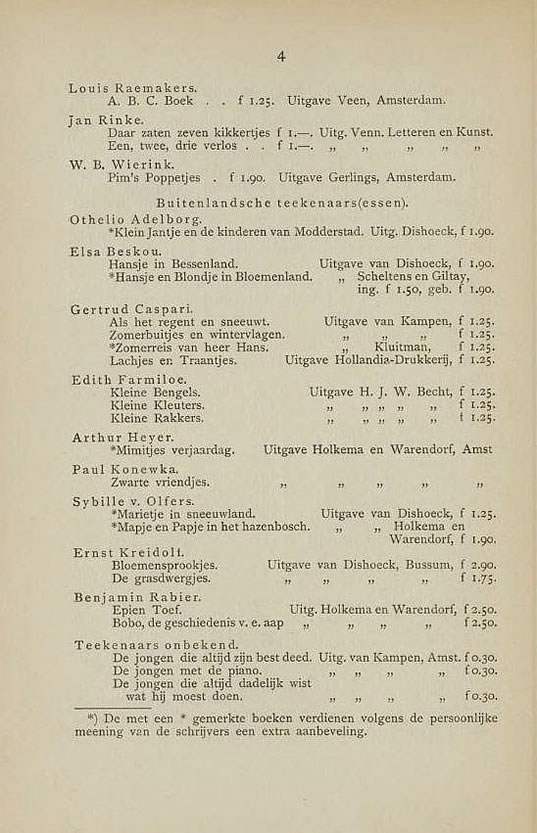 4
Louis Raemakers.
A. B. C. Boek . . f 1.25. Uitgave Veen, Amsterdam.
Jan Rinke.
Daar zaten zeven kikkertjes f 1.—. Uitg. Venn. Letteren en Kunst.
Een, twee, drie verlos . . f 1.—. „ „ „ „ „
W. B. Wierink.
Pim's Poppetjes . f 1.90. Uitgave Gerlings, Amsterdam.
Buitenlandsche teekenaars(essen).
Othelio Adelborg.
*Klein Jantje en de kinderen van Modderstad. Uitg. Dishoeck, f 1.90.
Elsa Beskou.
Hansje in Bessenland. Uitgave van Dishoeck, f 1.90.
*Hansje en Blondje in Bloemenland. „ Scheltens en Giltay,
ing. f 1.50, geb. f 1.90.
Gertrud Caspari.
Als het regent en sneeuwt. Uitgave van Kampen, f 1.25.
Zomerbuitjes en wintervlagen. „ „ „ f 1.25.
*Zomerreis van heer Hans. „ Kluitman, f 1.25.
Lachjes en Traantjes. Uitgave Hollandia-Drukkerij, f 1.25.
Edith Farmiloe.
Kleine Bengels. Uitgave H. J. W. Becht, f 1.25.
Kleine Kleuters. „ „ „ „ „ f 1.25.
Kleine Rakkers. „ „ „ „ „ f 1.25.
Arthur Heyer.
*Mimitjes verjaardag. Uitgave Holkema en Warendorf, Amst
Paul Konewka.
Zwarte vriendjes. „ „ „ „ „
Sybille v. Olfers.
*Marietje in sneeuwland. Uitgave van Dishoeck, f 1.25.
*Mapje en Papje in het hazenbosch. „ „ Holkema en
Warendorf, f 1.90.
Ernst Kreidolf.
Bloemensprookjes. Uitgave van Dishoeck, Bussum, f 2.90.
De grasdwergjes. „ „ „ „ f 1.75.
Benjamin Rabier.
Epien Toef. Uitg. Holkema en Warendorf, f 2.50.
Bobo, de geschiedenis v. e. aap „ „ „ „ f 2.50.
Teekenaars onbekend.
De jongen die altijd zijn best deed. Uitg. van Kampen, Amst. f 0.30.
De jongen met de piano. „ „ „ „ f 0.30.
De jongen die altijd dadelijk wist
wat hij moest doen. „ „ „ „ f 0.30.
*) De met een * gemerkte boeken verdienen volgens de persoonlijke
meening van de schrijvers een extra aanbeveling.